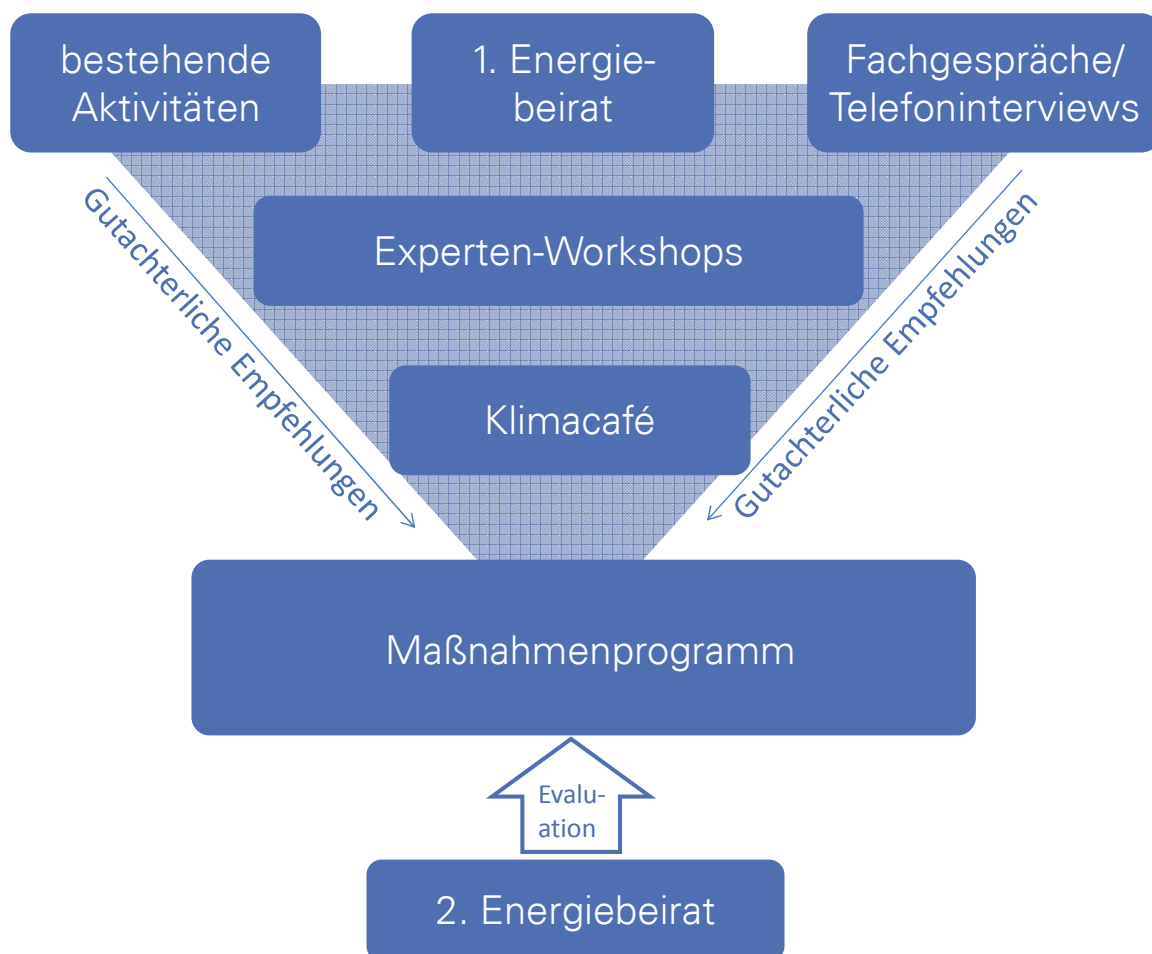 bestehende
Aktivitäten
1. Energie-
beirat
Fachgespräche/
Telefoninterviews
Experten-Workshops
Gutachterliche Empfehlungen
Gutachterliche Empfehlungen
Klimacafé
Maßnahmenprogramm
Evalu-
ation
2. Energiebeirat